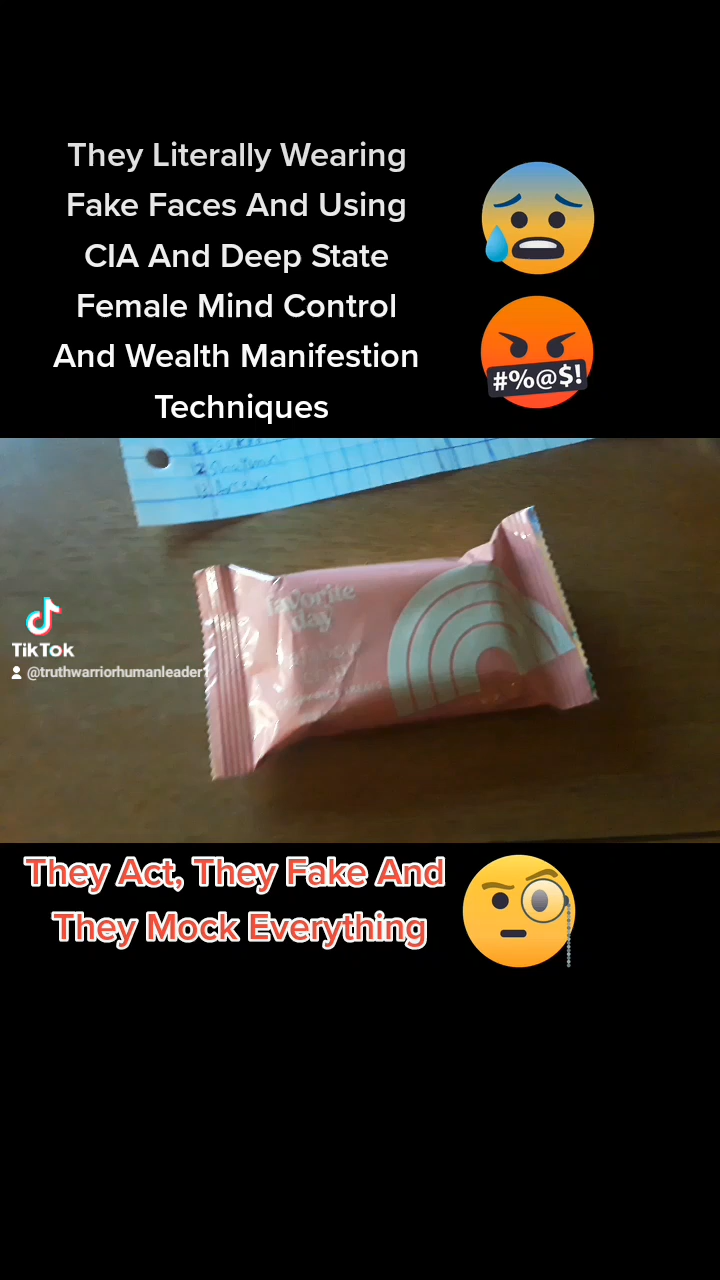 They Literally Wearing
Fake Faces And Using
CIA And Deep State
Female Mind Control
And Wealth Manifestion
Techniques
#%@$!
favorite
day
TikTok
@truthwarriorhumanleader1
They Act, They Fake And
They Mock Everything